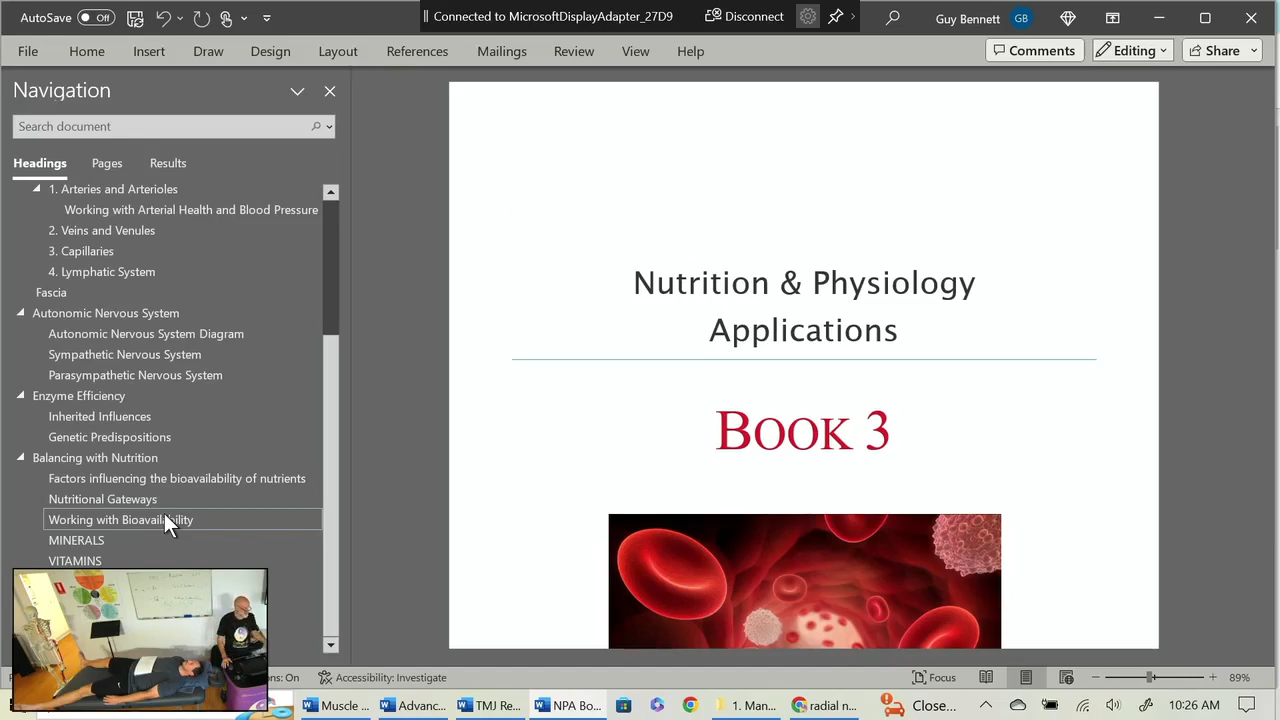 AutoSave Off
Connected to MicrosoftDisplayAdapter_27D9
Disconnect
Guy Bennett
GB
File Home Insert Draw Design Layout References Mailings Review View Help
Comments
Editing
Share
Navigation
Search document
Headings Pages Results
1. Arteries and Arterioles
Working with Arterial Health and Blood Pressure
2. Veins and Venules
3. Capillaries
4. Lymphatic System
Fascia
Autonomic Nervous System
Autonomic Nervous System Diagram
Sympathetic Nervous System
Parasympathetic Nervous System
Enzyme Efficiency
Inherited Influences
Genetic Predispositions
Balancing with Nutrition
Factors influencing the bioavailability of nutrients
Nutritional Gateways
Working with Bioavailability
MINERALS
VITAMINS
Nutrition & Physiology
Applications
BOOK 3
ons: On
Accessibility: Investigate
Focus
89%
Muscle ...
Advanc...
TMJ Re...
NPA Bo...
1. Man...
radial n...
Close...
10:26 AM